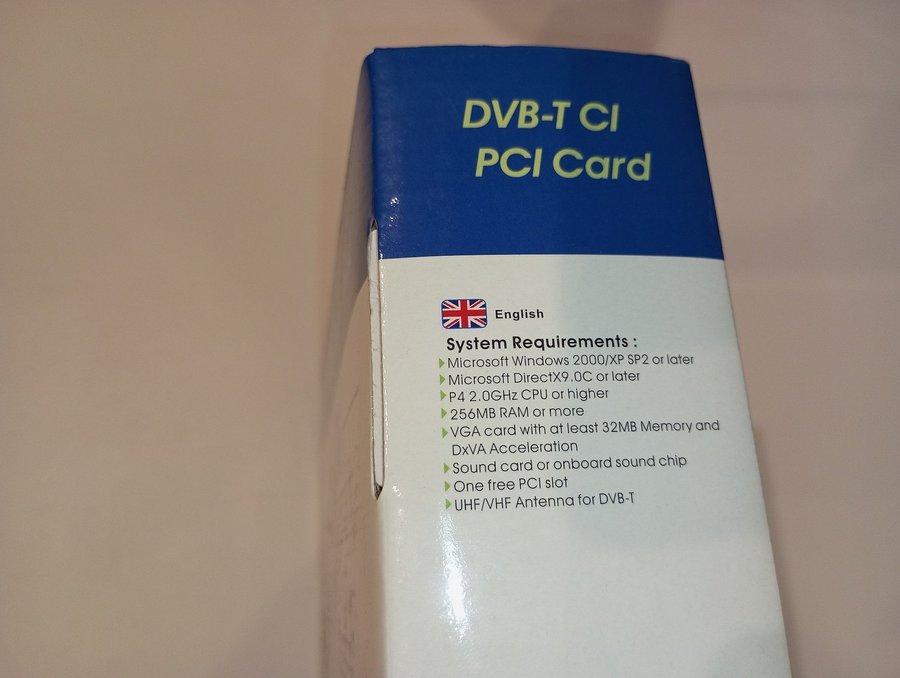 DVB-T CI
PCI Card
English
System Requirements :
Microsoft Windows 2000/XP SP2 or later
Microsoft DirectX9.0C or later
P4 2.0GHz CPU or higher
256MB RAM or more
VGA card with at least 32MB Memory and
DxVA Acceleration
Sound card or onboard sound chip
One free PCI slot
UHF/VHF Antenna for DVB-T